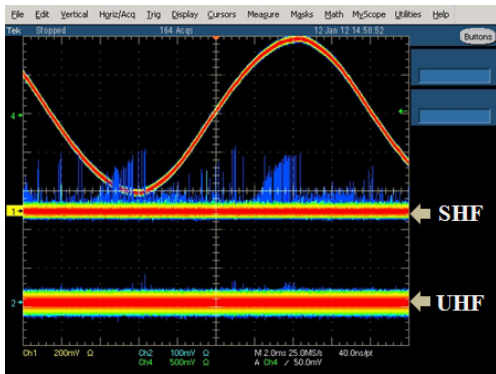 File Edit Vertical Horiz/Acq Trig Display Cursors Measure Masks Math MyScope Utilities Help
Tek Stopped 164 Acqs 12 Jan 12 14:58:52
Buttons
4
1
SHF
2
UHF
Ch1 200mV Ω Ch2 100mV Ω M 2.0ms 25.0MS/s 40.0ns/pt
Ch4 500mV Ω A Ch4 / 50.0mV